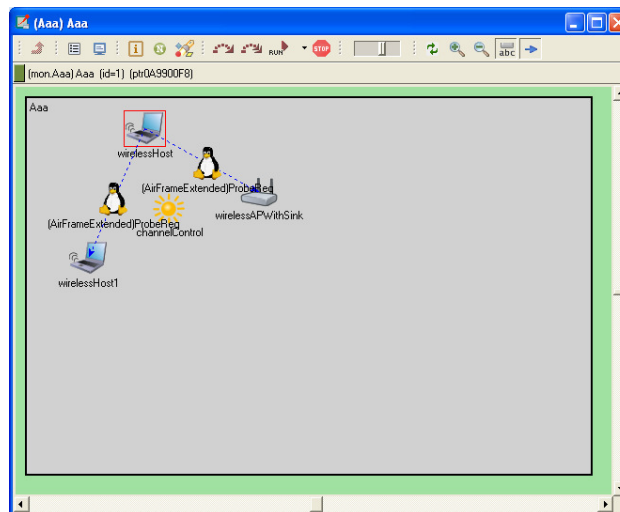 (Aaa) Aaa
RUN
STOP
abc
(mon.Aaa) Aaa (id=1) (ptr0A9900F8)
Aaa
wirelessHost
(AirFrameExtended)ProbeReq
wirelessAPWithSink
(AirFrameExtended)ProbeReq
channelControl
wirelessHost1